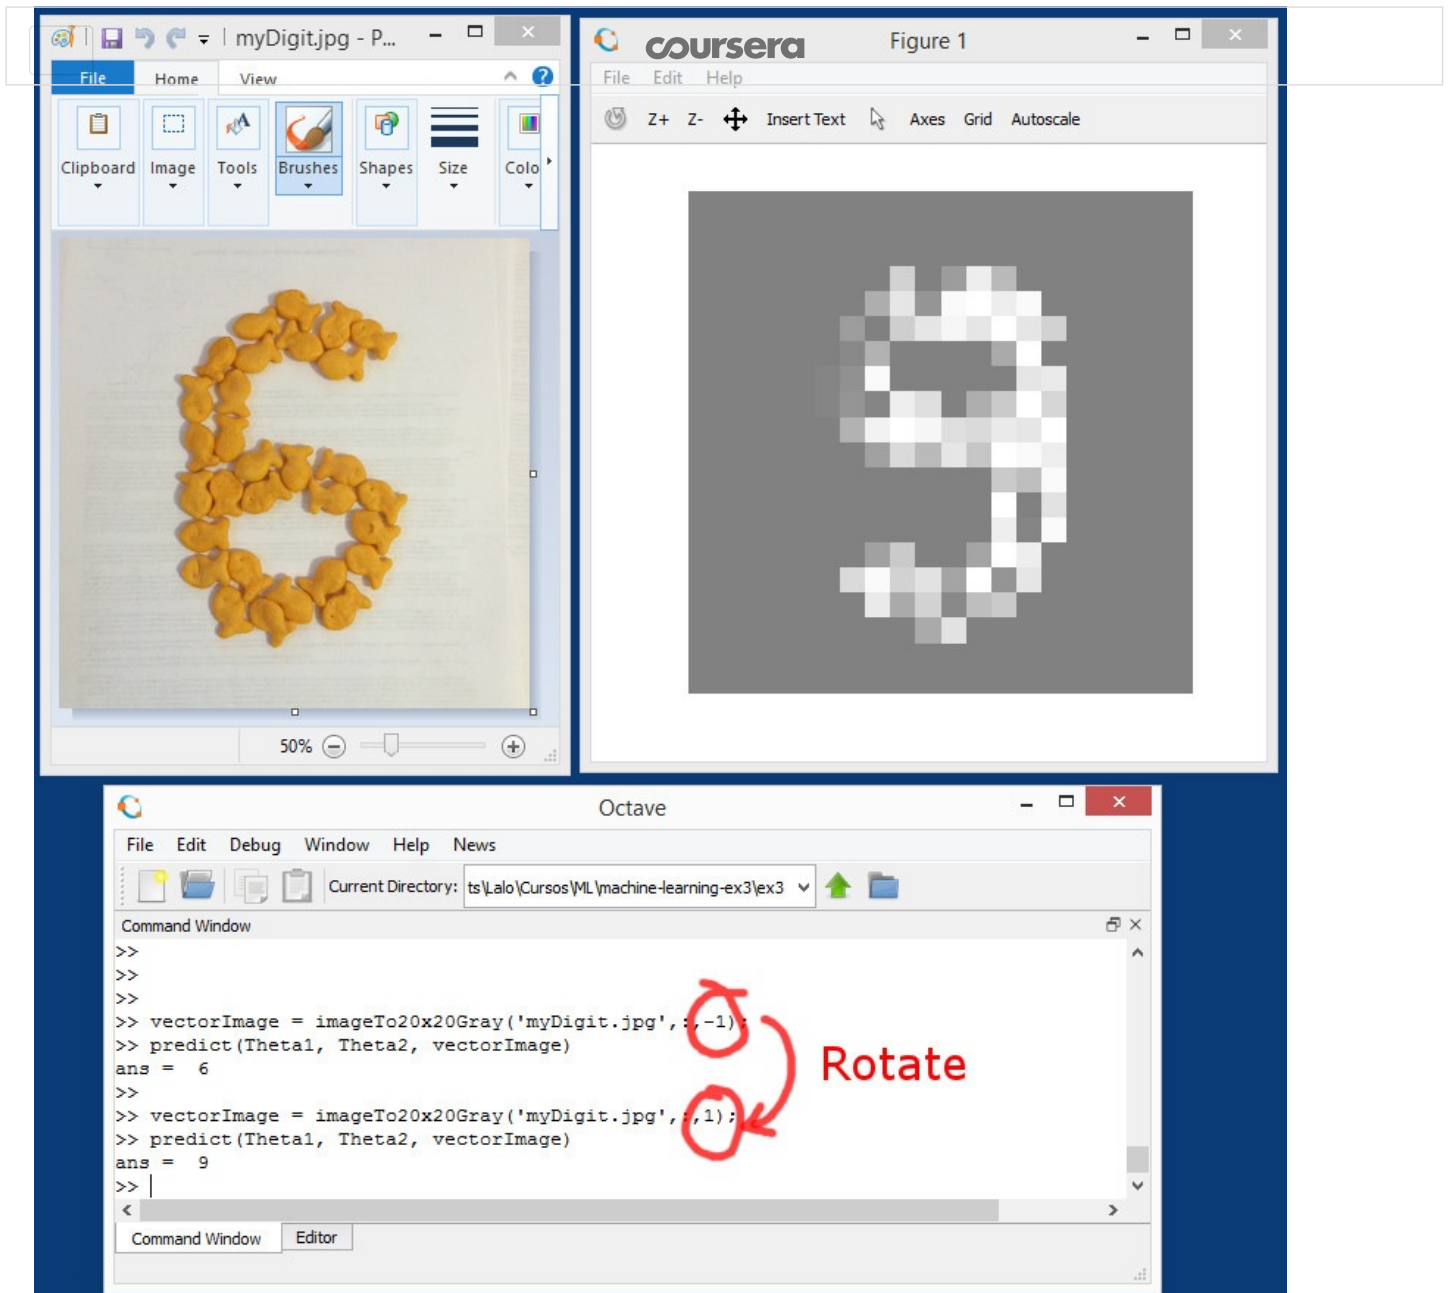 myDigit.jpg - P...
File Home View
Clipboard Image Tools Brushes Shapes Size Colo
50%
coursera
Figure 1
File Edit Help
Z+ Z- Insert Text Axes Grid Autoscale
Octave
File Edit Debug Window Help News
Current Directory: ts\Lalo\Cursos\ML\machine-learning-ex3\ex3
Command Window
>>
>>
>>
>> vectorImage = imageTo20x20Gray('myDigit.jpg',:,-1);
>> predict(Theta1, Theta2, vectorImage)
ans = 6
>>
>> vectorImage = imageTo20x20Gray('myDigit.jpg',:,1);
>> predict(Theta1, Theta2, vectorImage)
ans = 9
>>
Rotate
Command Window Editor